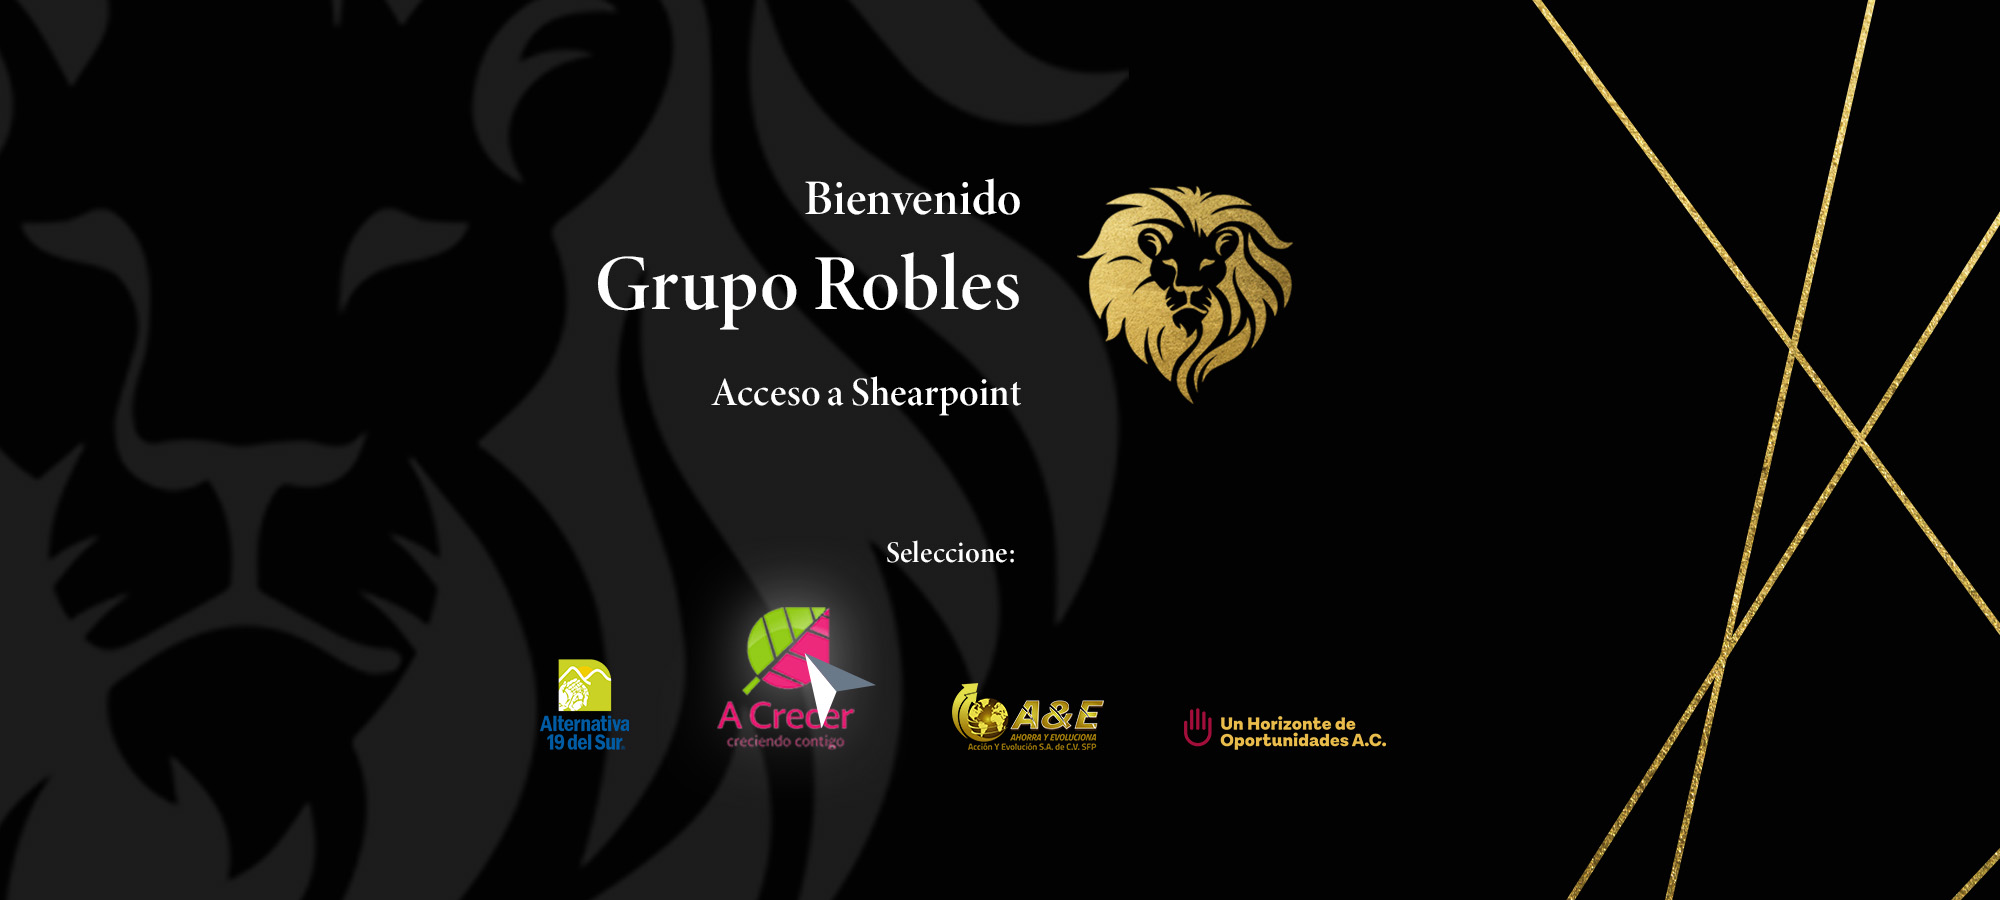 Bienvenido
Grupo Robles
Acceso a Shearpoint
Seleccione:
Alternativa
19 del Sur
A Crecer
creciendo contigo
A&E
AHORRA Y EVOLUCIONA
Acción Y Evolución S.A. de C.V. SFP
Un Horizonte de
Oportunidades A.C.